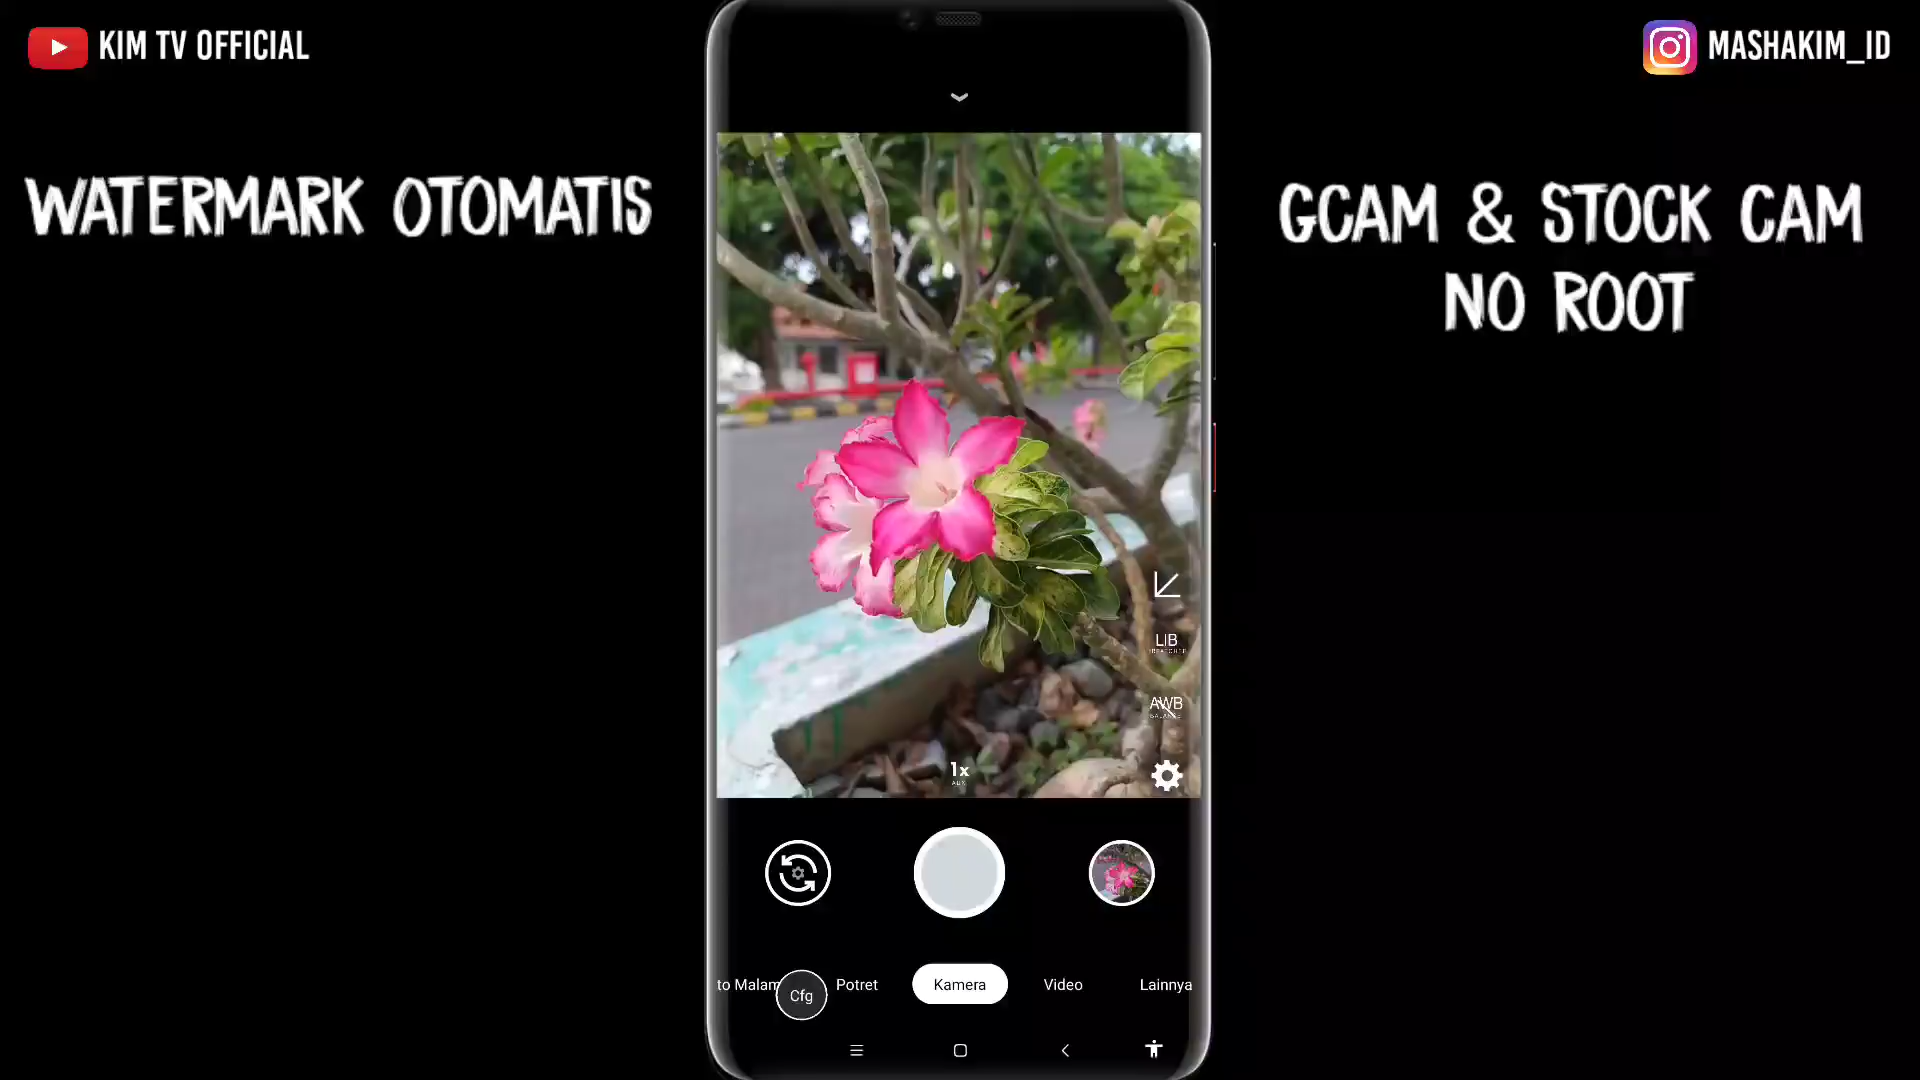 KIM TV OFFICIAL
MASHAKIM_ID
WATERMARK OTOMATIS
GCAM & STOCK CAM
NO ROOT
LIB
AWB
1x
AUX
to Malam
Cfg
Potret
Kamera
Video
Lainnya